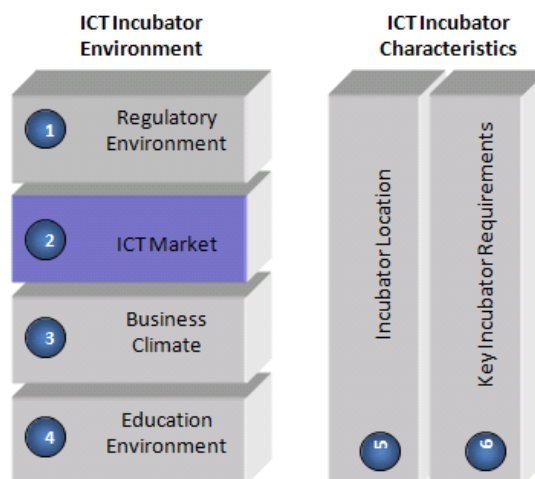 ICT Incubator
Environment
1
Regulatory
Environment
2
ICT Market
3
Business
Climate
4
Education
Environment
ICT Incubator
Characteristics
Incubator Location
5
Key Incubator Requirements
6